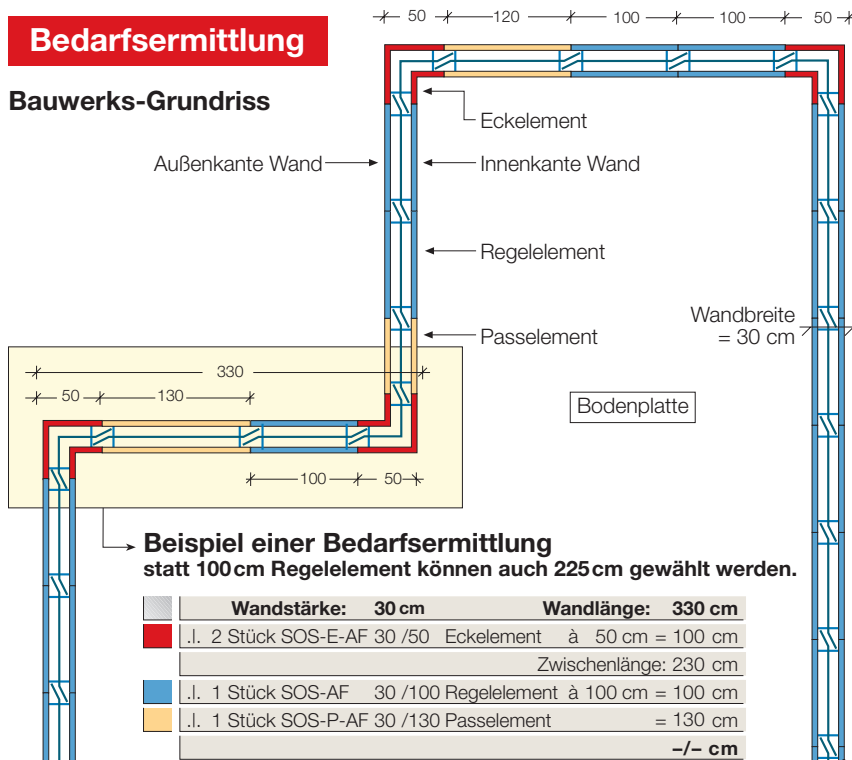 Bedarfsermittlung
50 120 100 100 50
Bauwerks-Grundriss
Eckelement
Außenkante Wand
Innenkante Wand
Regelelement
Wandbreite
= 30 cm
Passelement
330
50 130
Bodenplatte
100 50
Beispiel einer Bedarfsermittlung
statt 100 cm Regelelement können auch 225 cm gewählt werden.
Wandstärke: 30 cm Wandlänge: 330 cm
.l. 2 Stück SOS-E-AF 30 /50 Eckelement à 50 cm = 100 cm
Zwischenlänge: 230 cm
.l. 1 Stück SOS-AF 30 /100 Regelelement à 100 cm = 100 cm
.l. 1 Stück SOS-P-AF 30 /130 Passelement = 130 cm
–/– cm